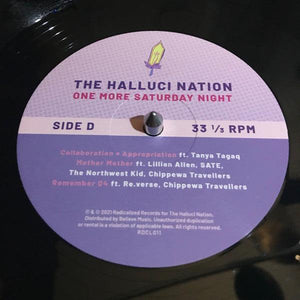 THE HALLUCI NATION
ONE MORE SATURDAY NIGHT
SIDE D
33 ⅓ RPM
Collaboration ≠ Appropriation ft. Tanya Tagaq
Mother Mother ft. Lillian Allen, SATE,
The Northwest Kid, Chippewa Travellers
Remember 04 ft. Re.verse, Chippewa Travellers
℗ & © 2021 Radicalized Records for The Halluci Nation.
Distributed by Believe Music. Unauthorized duplication
or rental is a violation of applicable laws. All rights reserved.
RDCL011